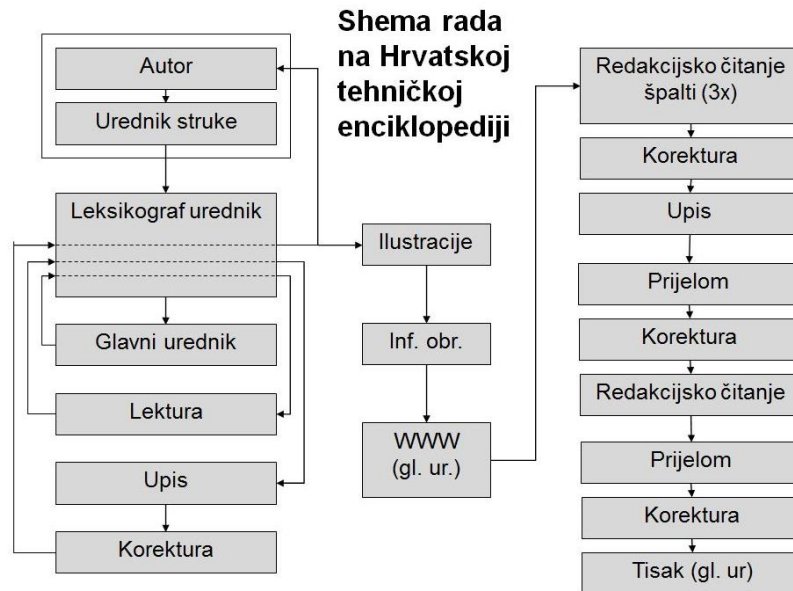 Shema rada
na Hrvatskoj
tehničkoj
enciklopediji
Autor
Urednik struke
Leksikograf urednik
Glavni urednik
Lektura
Upis
Korektura
Ilustracije
Inf. obr.
WWW
(gl. ur.)
Redakcijsko čitanje
špalti (3x)
Korektura
Upis
Prijelom
Korektura
Redakcijsko čitanje
Prijelom
Korektura
Tisak (gl. ur)